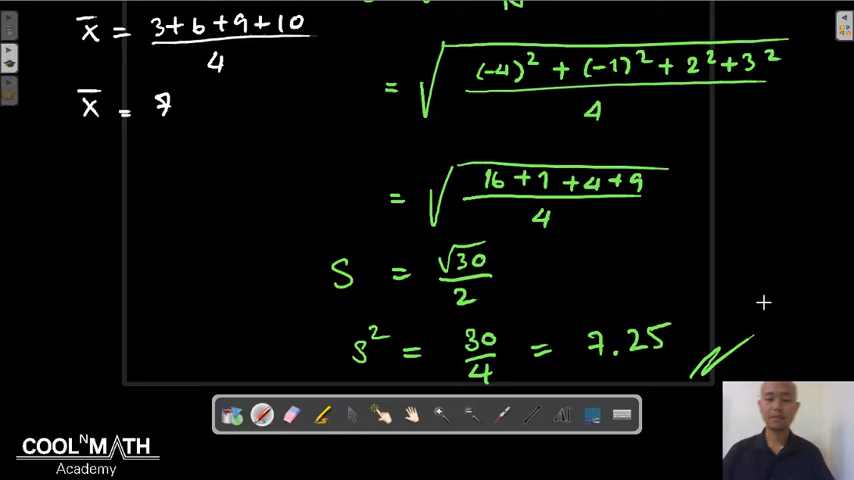 x̄ = (3+6+9+10)/4
x̄ = 7
= √(((-4)² + (-1)² + 2² + 3²)/4)
= √((16+1+4+9)/4)
S = √30/2
s² = 30/4 = 7.25
COOL N MATH
Academy